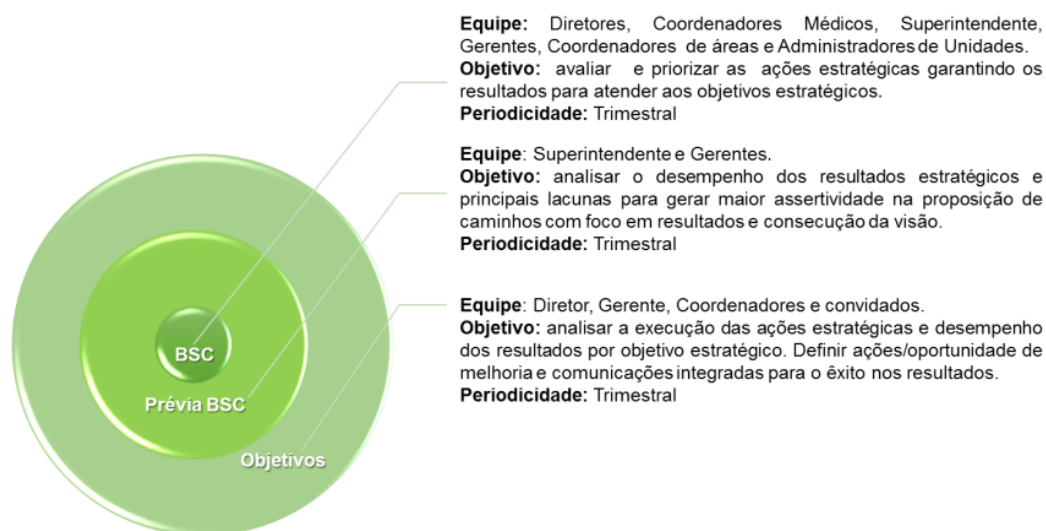 Equipe: Diretores, Coordenadores Médicos, Superintendente,
Gerentes, Coordenadores de áreas e Administradores de Unidades.
Objetivo: avaliar e priorizar as ações estratégicas garantindo os
resultados para atender aos objetivos estratégicos.
Periodicidade: Trimestral
Equipe: Superintendente e Gerentes.
Objetivo: analisar o desempenho dos resultados estratégicos e
principais lacunas para gerar maior assertividade na proposição de
caminhos com foco em resultados e consecução da visão.
Periodicidade: Trimestral
Equipe: Diretor, Gerente, Coordenadores e convidados.
Objetivo: analisar a execução das ações estratégicas e desempenho
dos resultados por objetivo estratégico. Definir ações/oportunidade de
melhoria e comunicações integradas para o êxito nos resultados.
Periodicidade: Trimestral
BSC
Prévia BSC
Objetivos